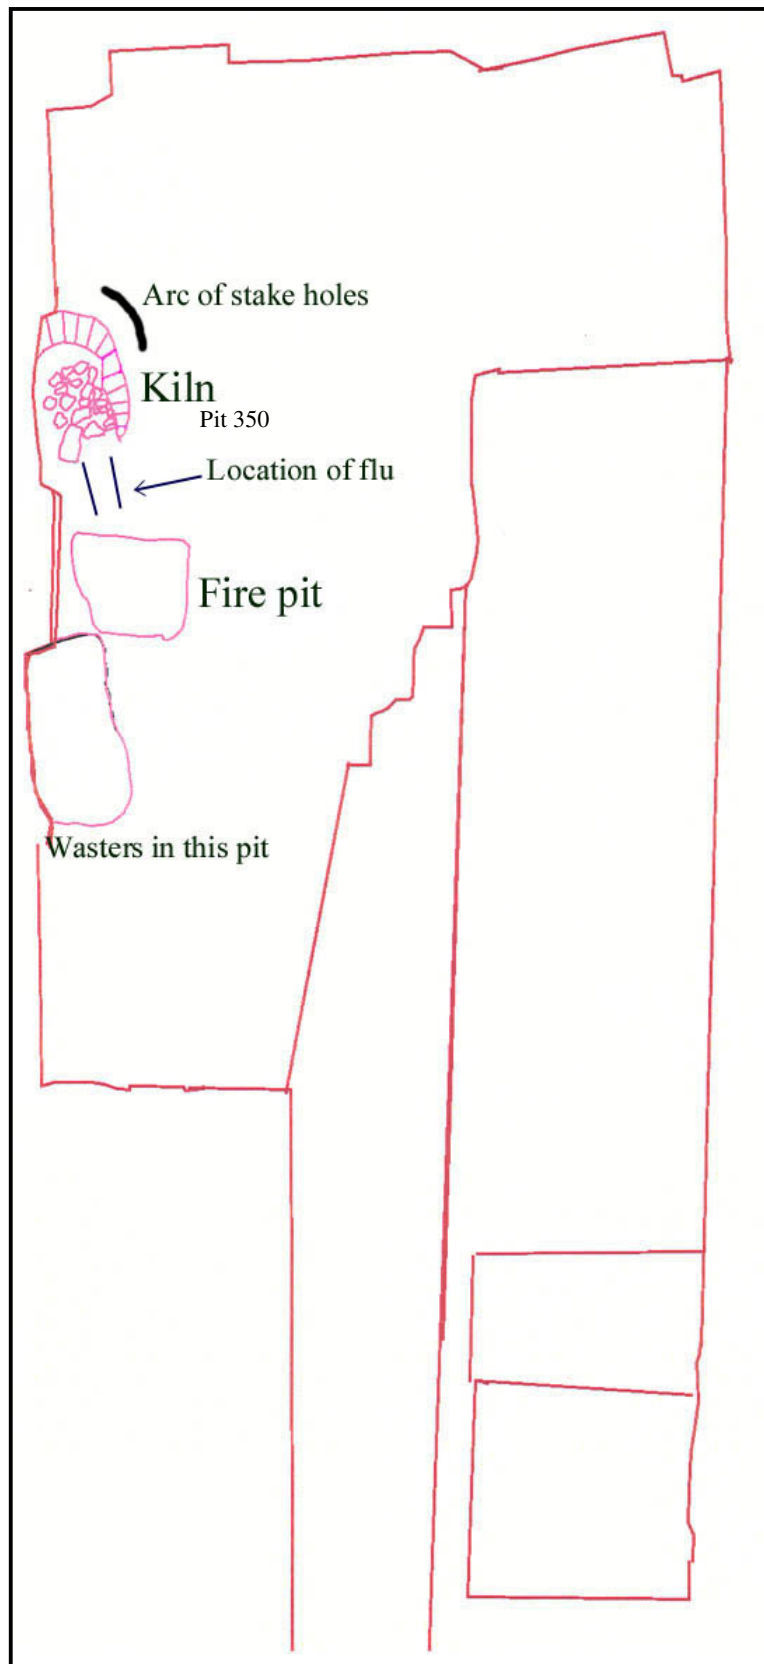 Arc of stake holes
Kiln
Pit 350
Location of flu
Fire pit
Wasters in this pit